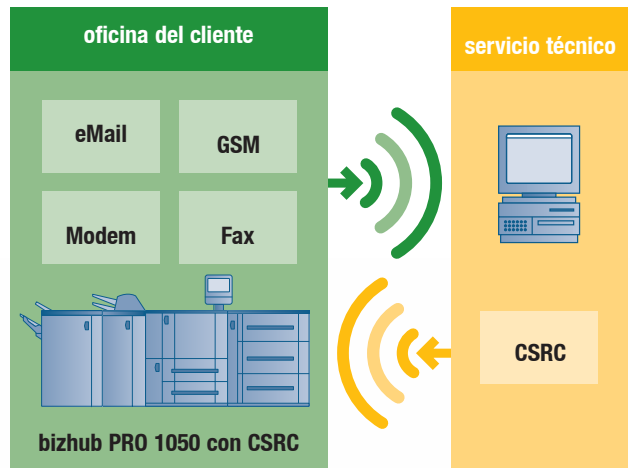 oficina del cliente
servicio técnico
eMail
GSM
Modem
Fax
CSRC
bizhub PRO 1050 con CSRC